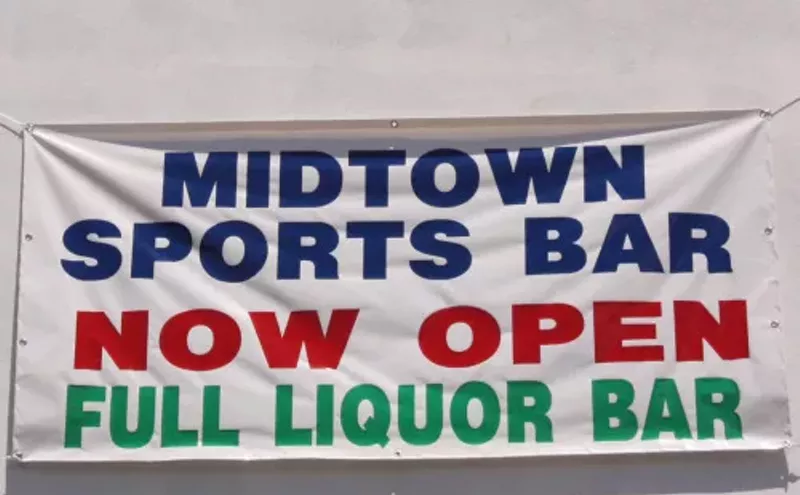 MIDTOWN
SPORTS BAR
NOW OPEN
FULL LIQUOR BAR